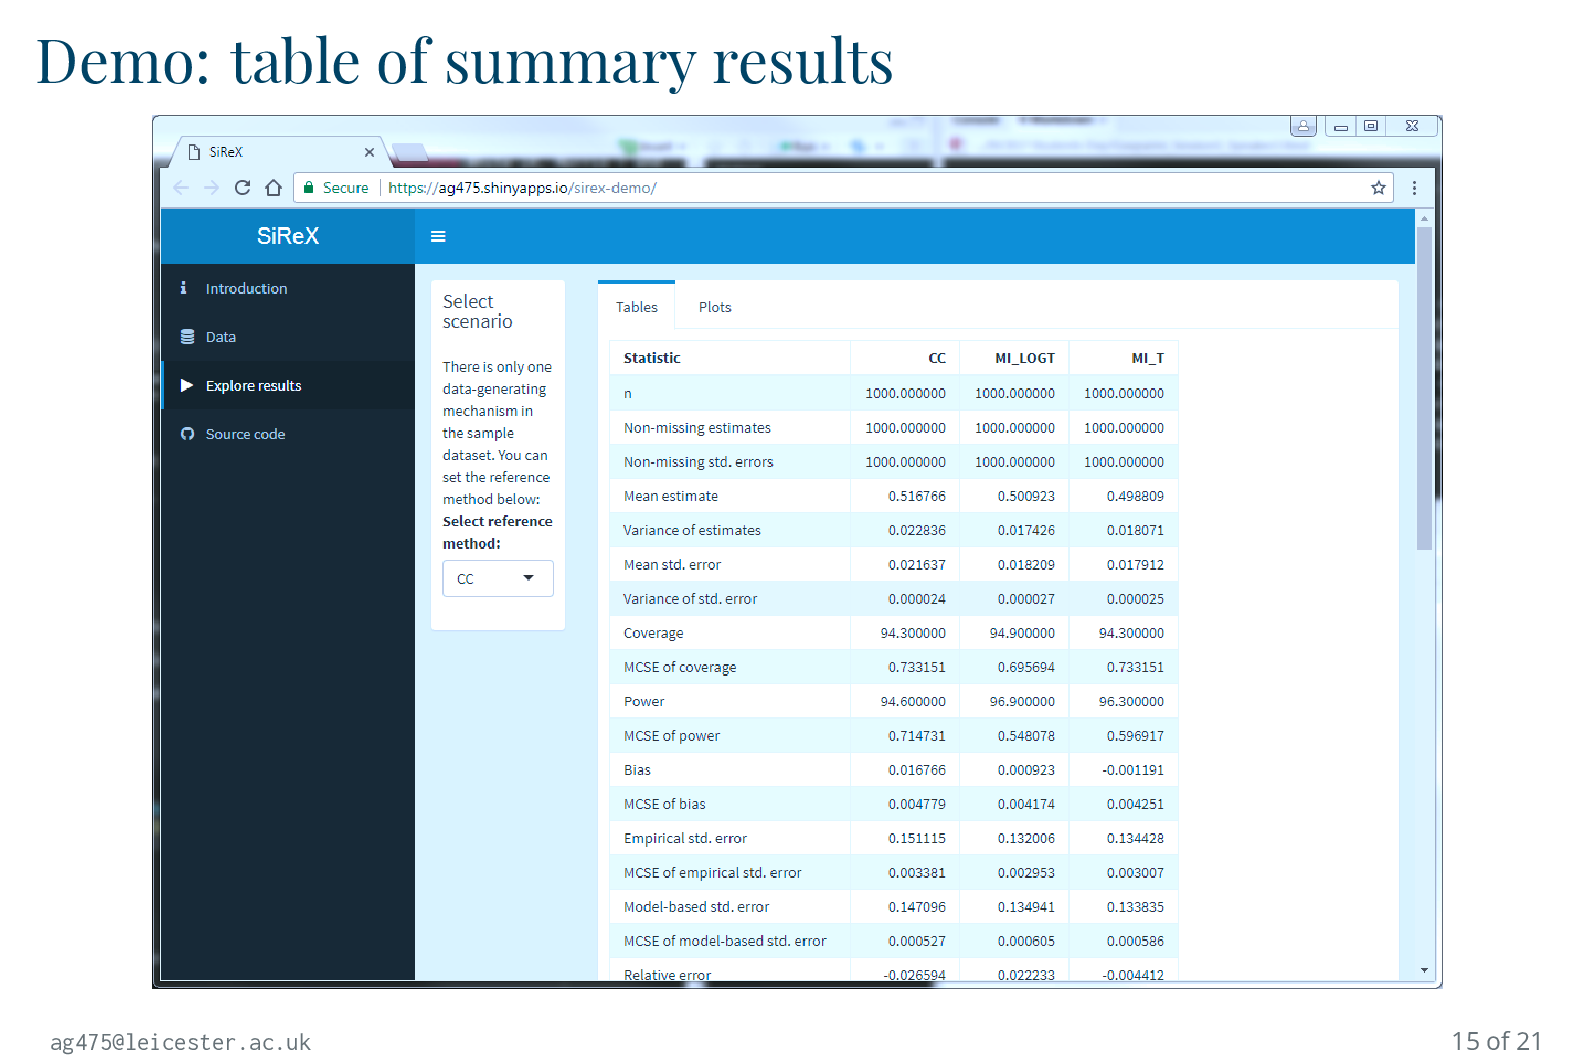 Demo: table of summary results
SiReX
Secure https://ag475.shinyapps.io/sirex-demo/
SiReX
Introduction
Data
Explore results
Source code
Select
scenario
There is only one
data-generating
mechanism in
the sample
dataset. You can
set the reference
method below:
Select reference
method:
CC
Tables Plots
Statistic CC MI_LOGT MI_T
n 1000.000000 1000.000000 1000.000000
Non-missing estimates 1000.000000 1000.000000 1000.000000
Non-missing std. errors 1000.000000 1000.000000 1000.000000
Mean estimate 0.516766 0.500923 0.498809
Variance of estimates 0.022836 0.017426 0.018071
Mean std. error 0.021637 0.018209 0.017912
Variance of std. error 0.000024 0.000027 0.000025
Coverage 94.300000 94.900000 94.300000
MCSE of coverage 0.733151 0.695694 0.733151
Power 94.600000 96.900000 96.300000
MCSE of power 0.714731 0.548078 0.596917
Bias 0.016766 0.000923 -0.001191
MCSE of bias 0.004779 0.004174 0.004251
Empirical std. error 0.151115 0.132006 0.134428
MCSE of empirical std. error 0.003381 0.002953 0.003007
Model-based std. error 0.147096 0.134941 0.133835
MCSE of model-based std. error 0.000527 0.000605 0.000586
Relative error -0.026594 0.022233 -0.004412
ag475@leicester.ac.uk
15 of 21